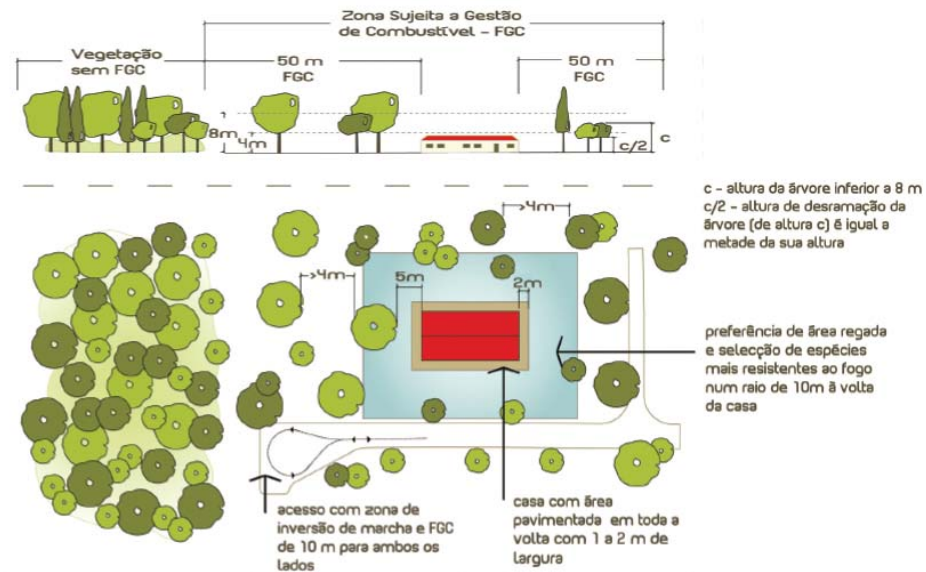 Zona Sujeita a Gestão
de Combustível - FGC
Vegetação
sem FGC
50 m
FGC
50 m
FGC
8m
4m
c
c/2
c - altura da árvore inferior a 8 m
c/2 - altura de desramação da
árvore (de altura c) é igual a
metade da sua altura
>4m
>4m
5m
2m
preferência de área regada
e selecção de espécies
mais resistentes ao fogo
num raio de 10m à volta
da casa
acesso com zona de
inversão de marcha e FGC
de 10 m para ambos os
lados
casa com área
pavimentada em toda a
volta com 1 a 2 m de
largura